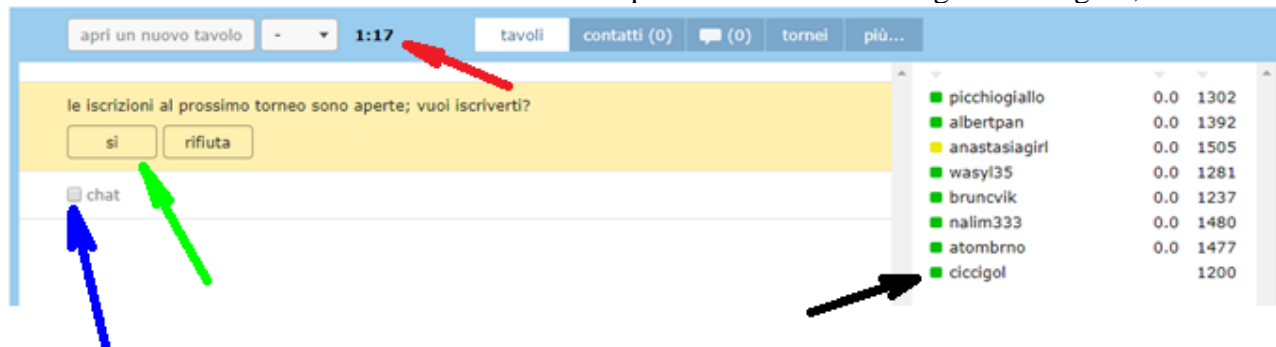 apri un nuovo tavolo - 1:17 tavoli contatti (0) (0) tornei più...
le iscrizioni al prossimo torneo sono aperte; vuoi iscriverti?
sì rifiuta
chat
picchiogiallo 0.0 1302
albertpan 0.0 1392
anastasiagirl 0.0 1505
wasyl35 0.0 1281
bruncvik 0.0 1237
nalim333 0.0 1480
atombrno 0.0 1477
ciccigol 1200